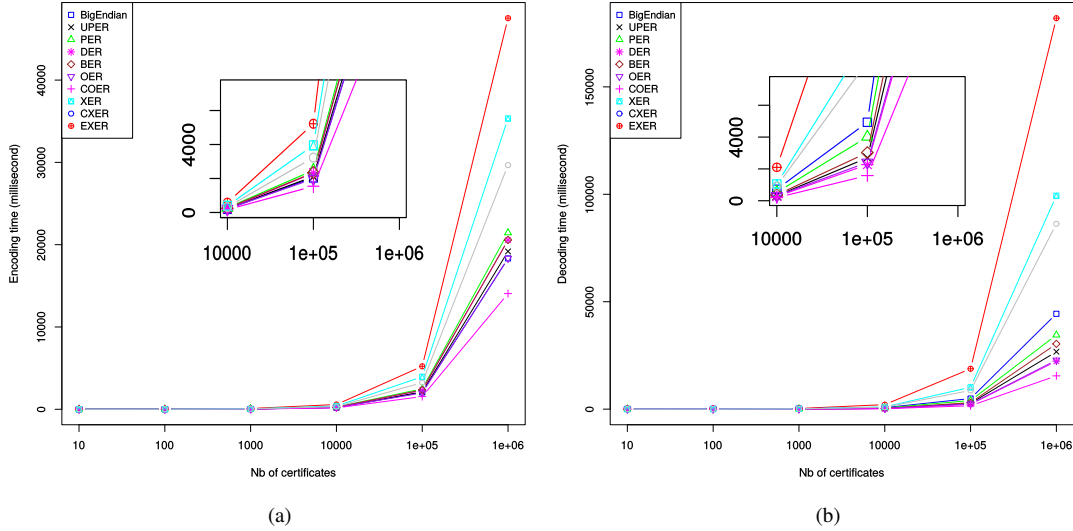 BigEndian
UPER
PER
DER
BER
OER
COER
XER
CXER
EXER
Encoding time (millisecond)
0
10000
20000
30000
40000
10
100
1000
10000
1e+05
1e+06
Nb of certificates
0
4000
10000
1e+05
1e+06
(a)
BigEndian
UPER
PER
DER
BER
OER
COER
XER
CXER
EXER
Decoding time (millisecond)
0
50000
100000
150000
10
100
1000
10000
1e+05
1e+06
Nb of certificates
0
4000
10000
1e+05
1e+06
(b)